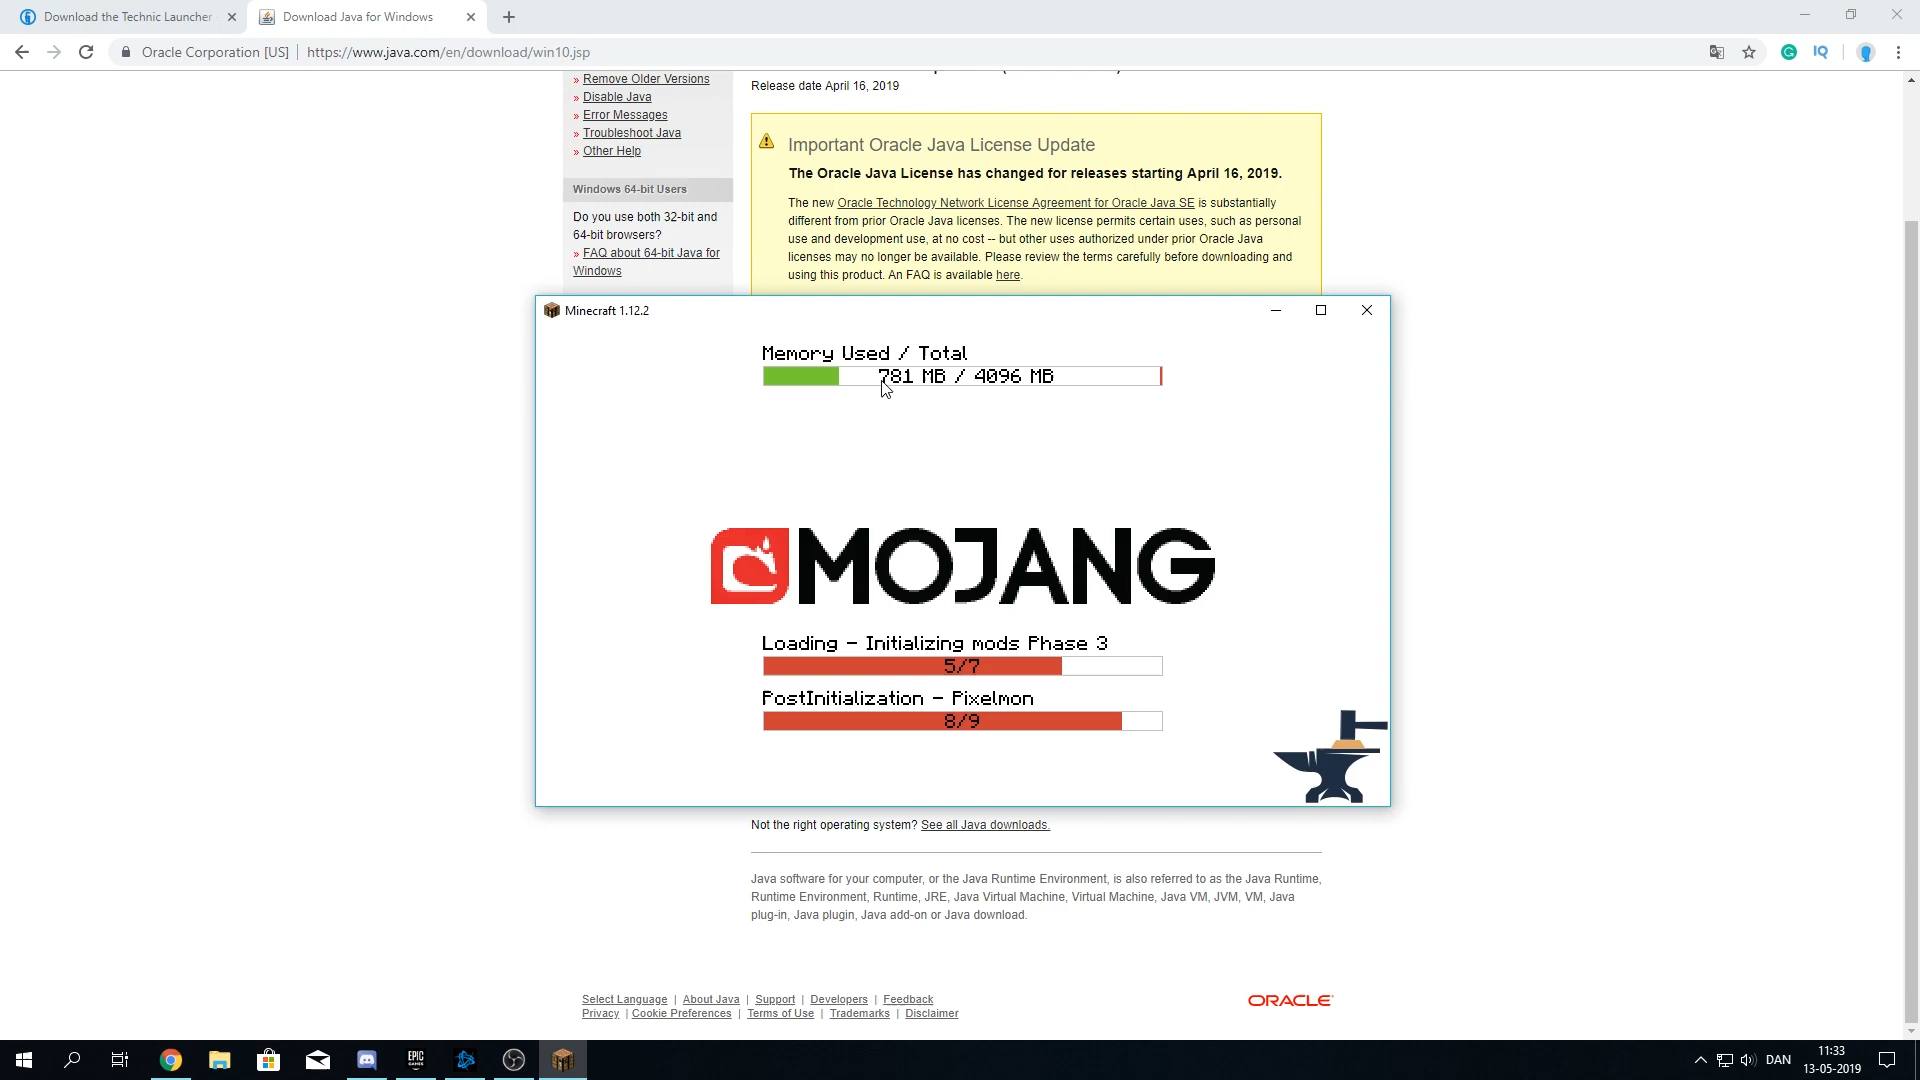 Download the Technic Launcher
Download Java for Windows
Oracle Corporation [US]
https://www.java.com/en/download/win10.jsp
IQ
» Remove Older Versions
» Disable Java
» Error Messages
» Troubleshoot Java
» Other Help
Windows 64-bit Users
Do you use both 32-bit and
64-bit browsers?
» FAQ about 64-bit Java for
Windows
Release date April 16, 2019
Important Oracle Java License Update
The Oracle Java License has changed for releases starting April 16, 2019.
The new Oracle Technology Network License Agreement for Oracle Java SE is substantially
different from prior Oracle Java licenses. The new license permits certain uses, such as personal
use and development use, at no cost -- but other uses authorized under prior Oracle Java
licenses may no longer be available. Please review the terms carefully before downloading and
using this product. An FAQ is available here.
Minecraft 1.12.2
Memory Used / Total
781 MB / 4096 MB
MOJANG
Loading - Initializing mods Phase 3
5/7
PostInitialization - Pixelmon
8/9
Not the right operating system? See all Java downloads.
Java software for your computer, or the Java Runtime Environment, is also referred to as the Java Runtime,
Runtime Environment, Runtime, JRE, Java Virtual Machine, Virtual Machine, Java VM, JVM, VM, Java
plug-in, Java plugin, Java add-on or Java download.
Select Language | About Java | Support | Developers | Feedback
Privacy | Cookie Preferences | Terms of Use | Trademarks | Disclaimer
ORACLE
EPIC
GAMES
DAN
11:33
13-05-2019